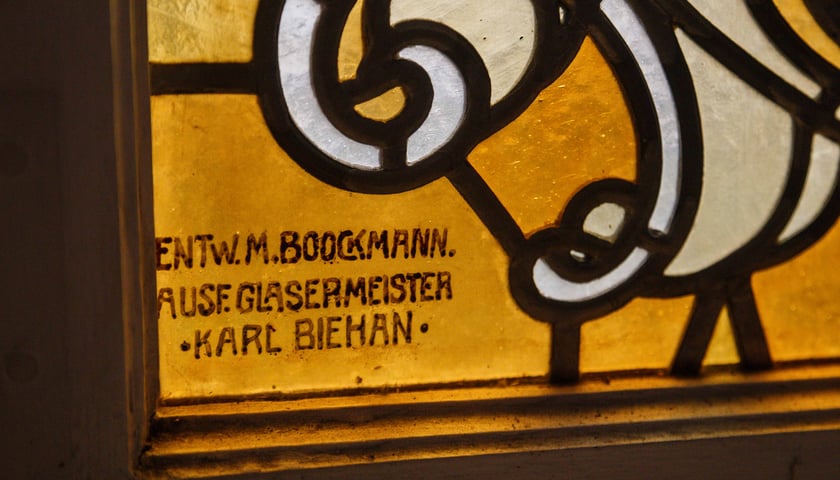 ENTW. M. BOOCKMANN.
AUSF. GLASERMEISTER
• KARL BIEHAN •